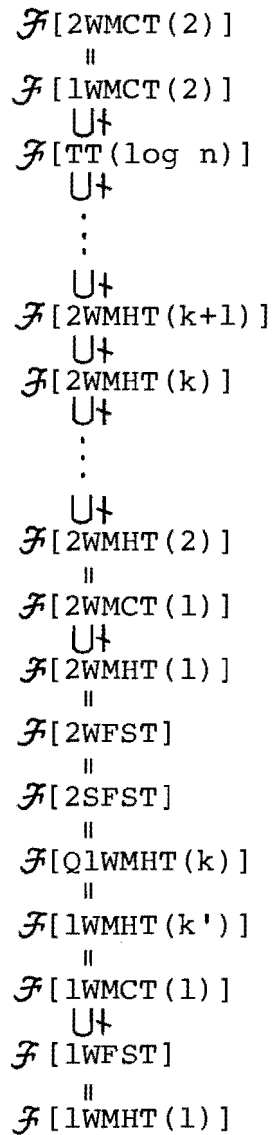 ℱ[2WMCT(2)]
॥
ℱ[1WMCT(2)]
⊋
ℱ[TT(log n)]
⊋
⋮
⊋
ℱ[2WMHT(k+1)]
⊋
ℱ[2WMHT(k)]
⊋
⋮
⊋
ℱ[2WMHT(2)]
॥
ℱ[2WMCT(1)]
⊋
ℱ[2WMHT(1)]
॥
ℱ[2WFST]
॥
ℱ[2SFST]
॥
ℱ[Q1WMHT(k)]
॥
ℱ[1WMHT(k')]
॥
ℱ[1WMCT(1)]
⊋
ℱ[1WFST]
॥
ℱ[1WMHT(1)]